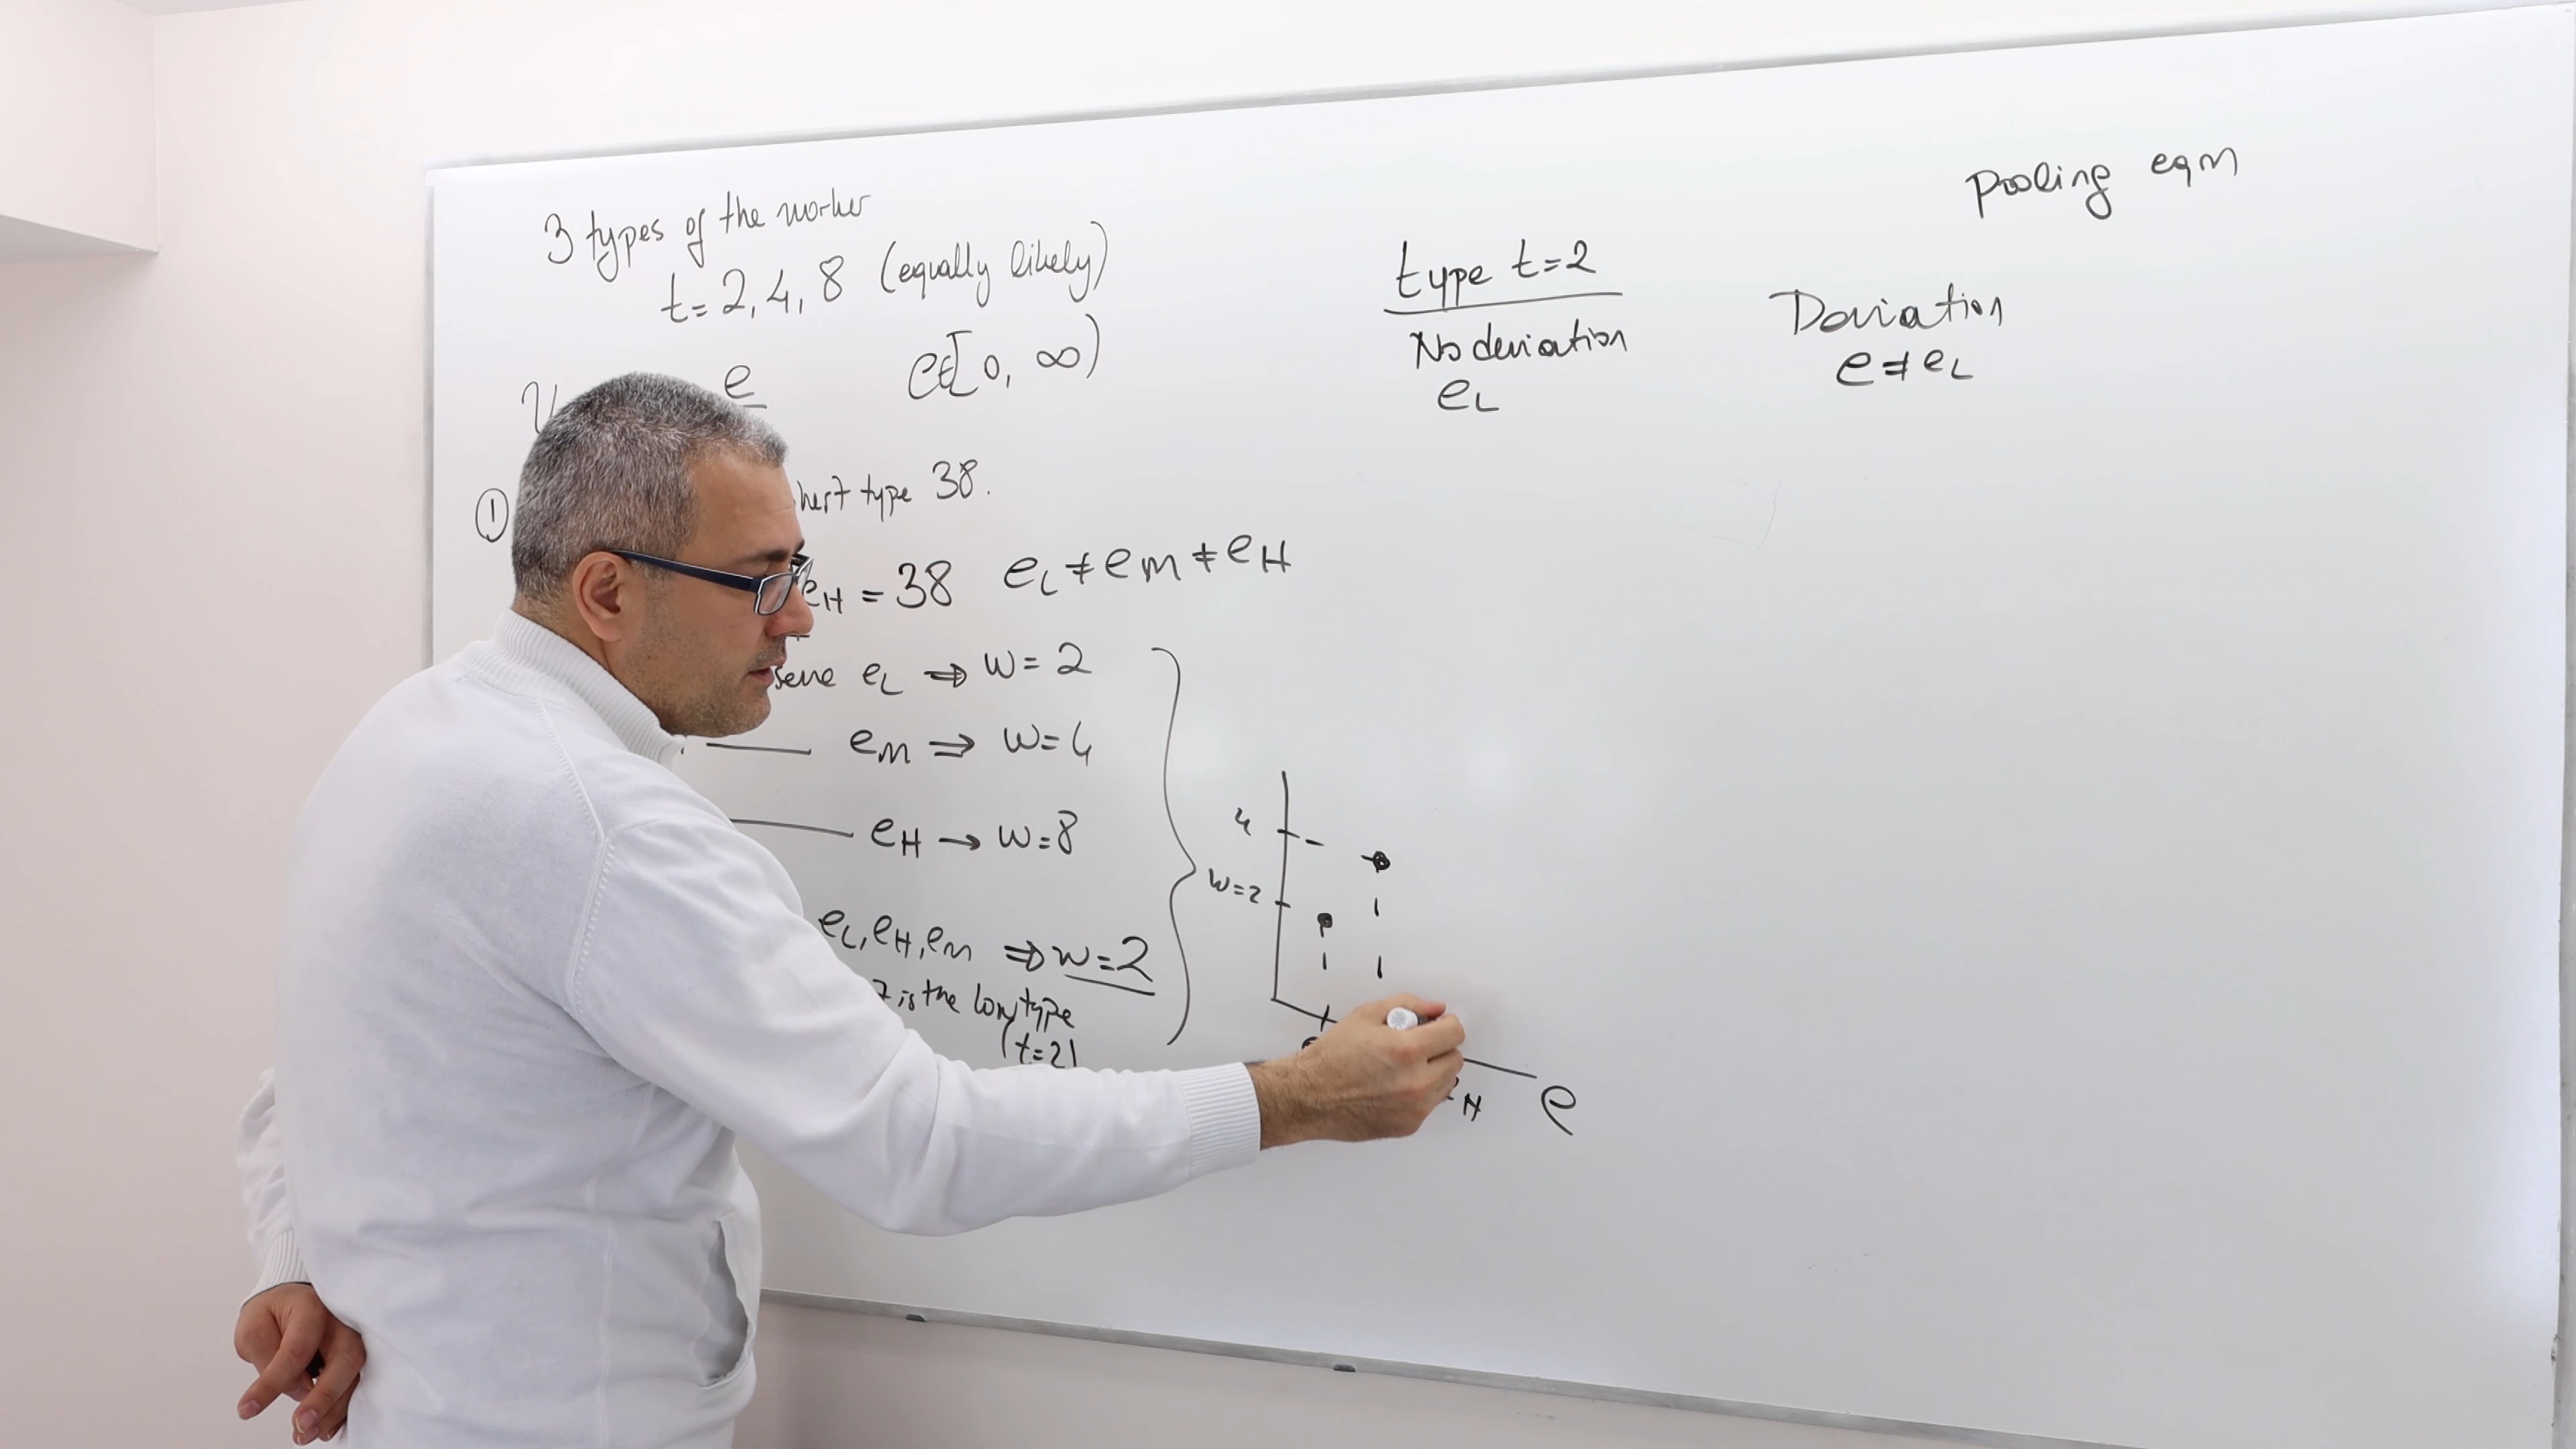 3 types of the worker
t = 2, 4, 8 (equally likely)
e e∈[0, ∞)
① type 38.
eH = 38 eL ≠ em ≠ eH
eL ⇒ w = 2
em ⇒ w = 4
eH → w = 8
eL, eH, em ⇒ w = 2
is the low type
(t=2)
4
w=2
H
e
type t=2
No deviation
eL
Deviation
e ≠ eL
pooling eqm